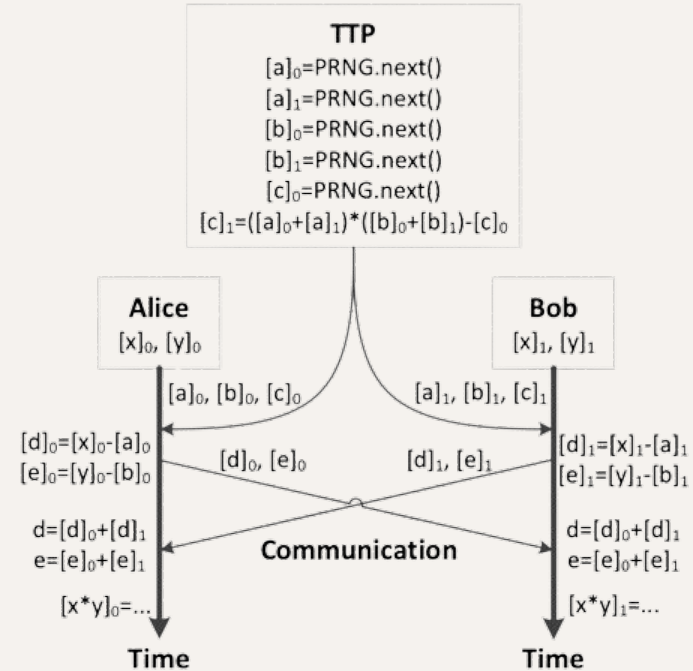 TTP
[a]₀=PRNG.next()
[a]₁=PRNG.next()
[b]₀=PRNG.next()
[b]₁=PRNG.next()
[c]₀=PRNG.next()
[c]₁=([a]₀+[a]₁)*([b]₀+[b]₁)-[c]₀
Alice
[x]₀, [y]₀
Bob
[x]₁, [y]₁
[a]₀, [b]₀, [c]₀
[a]₁, [b]₁, [c]₁
[d]₀=[x]₀-[a]₀
[e]₀=[y]₀-[b]₀
[d]₀, [e]₀
[d]₁, [e]₁
[d]₁=[x]₁-[a]₁
[e]₁=[y]₁-[b]₁
d=[d]₀+[d]₁
e=[e]₀+[e]₁
Communication
d=[d]₀+[d]₁
e=[e]₀+[e]₁
[x*y]₀=...
[x*y]₁=...
Time
Time